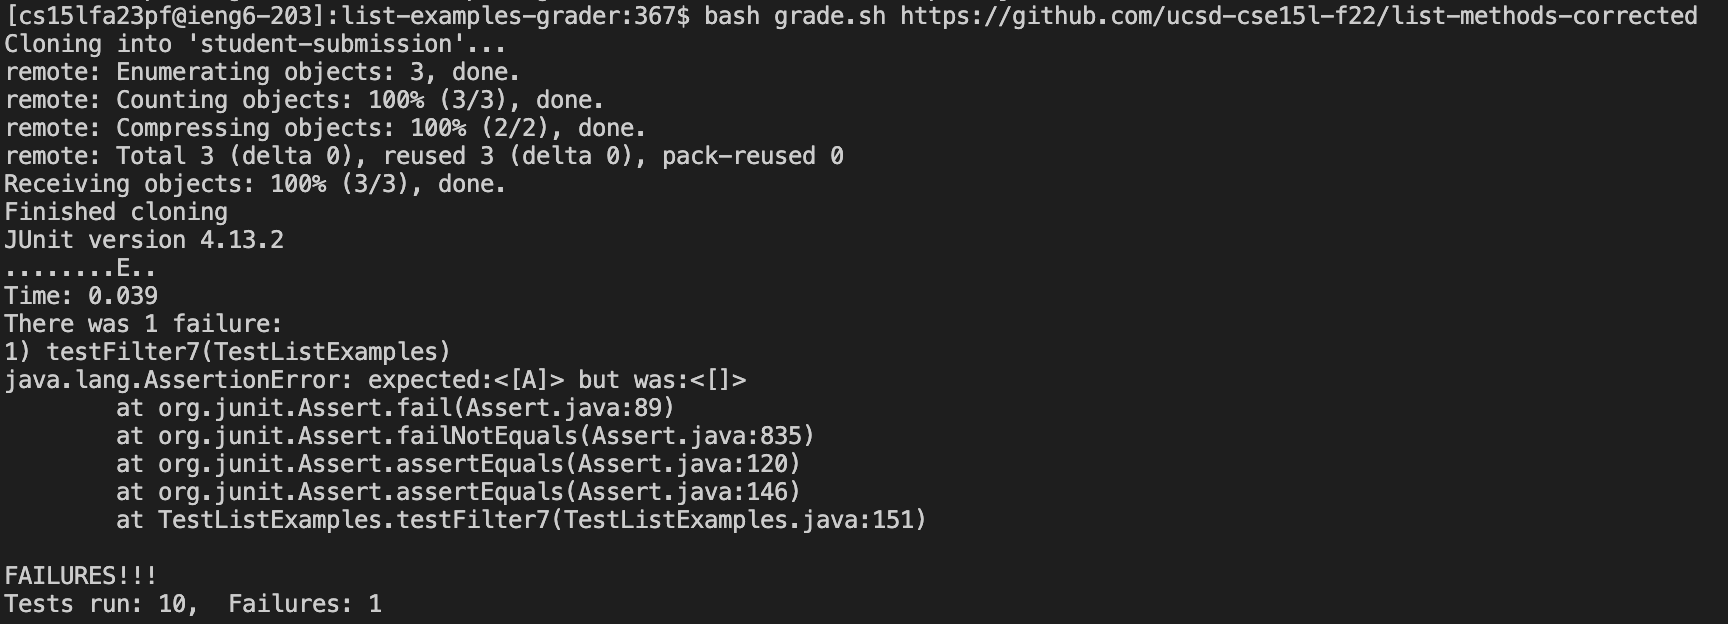 [cs15lfa23pf@ieng6-203]:list-examples-grader:367$ bash grade.sh https://github.com/ucsd-cse15l-f22/list-methods-corrected
Cloning into 'student-submission'...
remote: Enumerating objects: 3, done.
remote: Counting objects: 100% (3/3), done.
remote: Compressing objects: 100% (2/2), done.
remote: Total 3 (delta 0), reused 3 (delta 0), pack-reused 0
Receiving objects: 100% (3/3), done.
Finished cloning
JUnit version 4.13.2
........E..
Time: 0.039
There was 1 failure:
1) testFilter7(TestListExamples)
java.lang.AssertionError: expected:<[A]> but was:<[]>
        at org.junit.Assert.fail(Assert.java:89)
        at org.junit.Assert.failNotEquals(Assert.java:835)
        at org.junit.Assert.assertEquals(Assert.java:120)
        at org.junit.Assert.assertEquals(Assert.java:146)
        at TestListExamples.testFilter7(TestListExamples.java:151)

FAILURES!!!
Tests run: 10,  Failures: 1